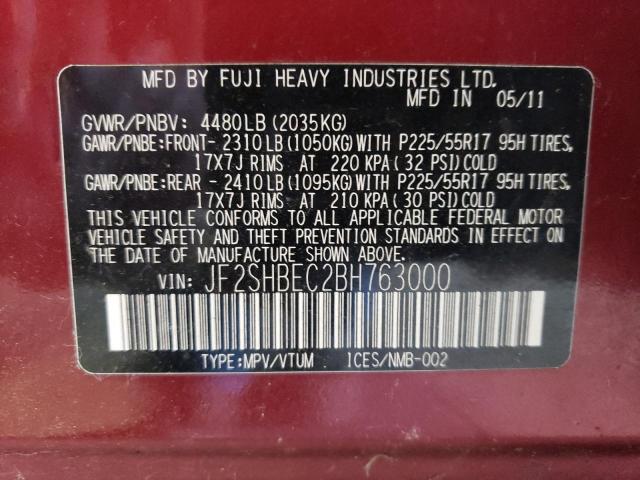 MFD BY FUJI HEAVY INDUSTRIES LTD.
MFD IN 05/11
GVWR/PNBV: 4480LB (2035KG)
GAWR/PNBE:FRONT- 2310LB (1050KG)WITH P225/55R17 95H TIRES,
17X7J RIMS AT 220 KPA ( 32 PSI)COLD
GAWR/PNBE:REAR - 2410LB (1095KG)WITH P225/55R17 95H TIRES,
17X7J RIMS AT 210 KPA ( 30 PSI)COLD
THIS VEHICLE CONFORMS TO ALL APPLICABLE FEDERAL MOTOR
VEHICLE SAFETY AND THEFT PREVENTION STANDARDS IN EFFECT ON
THE DATE OF MANUFACTURE SHOWN ABOVE.
VIN: JF2SHBEC2BH763000
TYPE:MPV/VTUM ICES/NMB-002